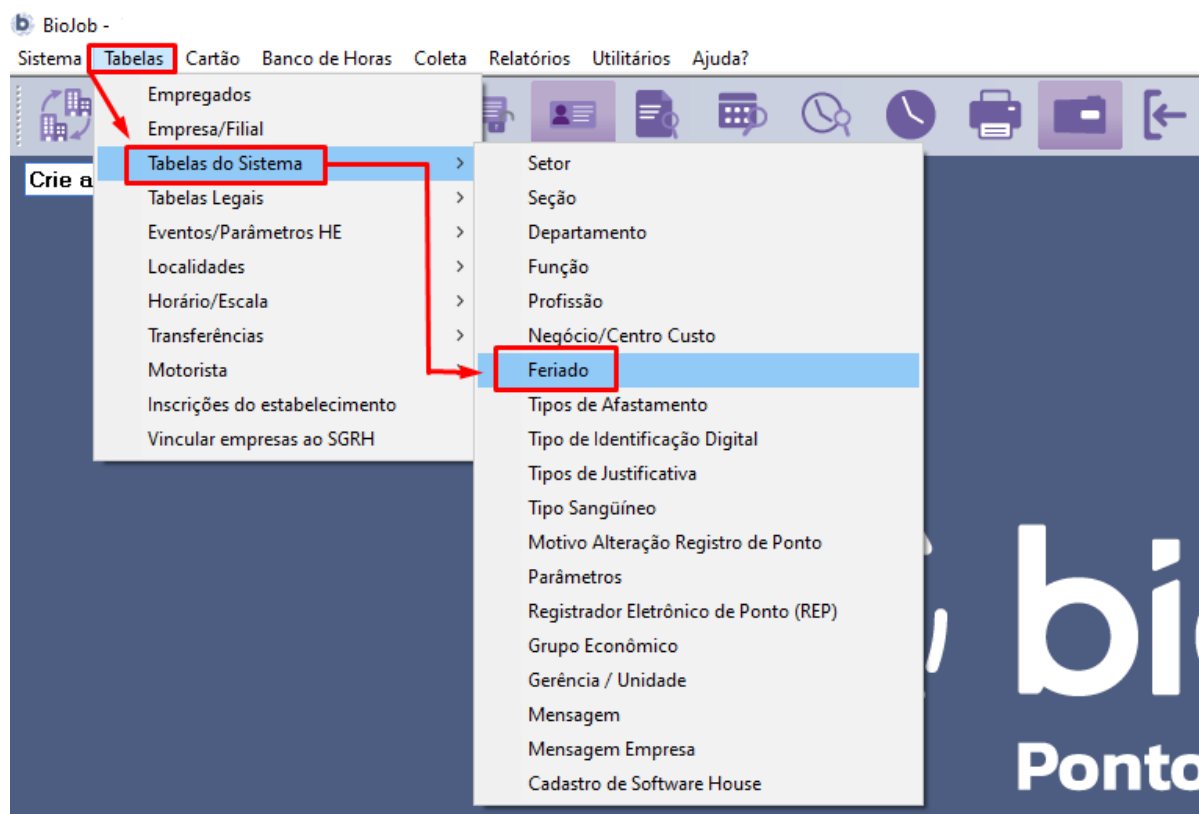 BioJob -
Sistema Tabelas Cartão Banco de Horas Coleta Relatórios Utilitários Ajuda?
Empregados
Empresa/Filial
Tabelas do Sistema
Tabelas Legais
Eventos/Parâmetros HE
Localidades
Horário/Escala
Transferências
Motorista
Inscrições do estabelecimento
Vincular empresas ao SGRH
Crie a
Setor
Seção
Departamento
Função
Profissão
Negócio/Centro Custo
Feriado
Tipos de Afastamento
Tipo de Identificação Digital
Tipos de Justificativa
Tipo Sangüíneo
Motivo Alteração Registro de Ponto
Parâmetros
Registrador Eletrônico de Ponto (REP)
Grupo Econômico
Gerência / Unidade
Mensagem
Mensagem Empresa
Cadastro de Software House
bi
Ponto